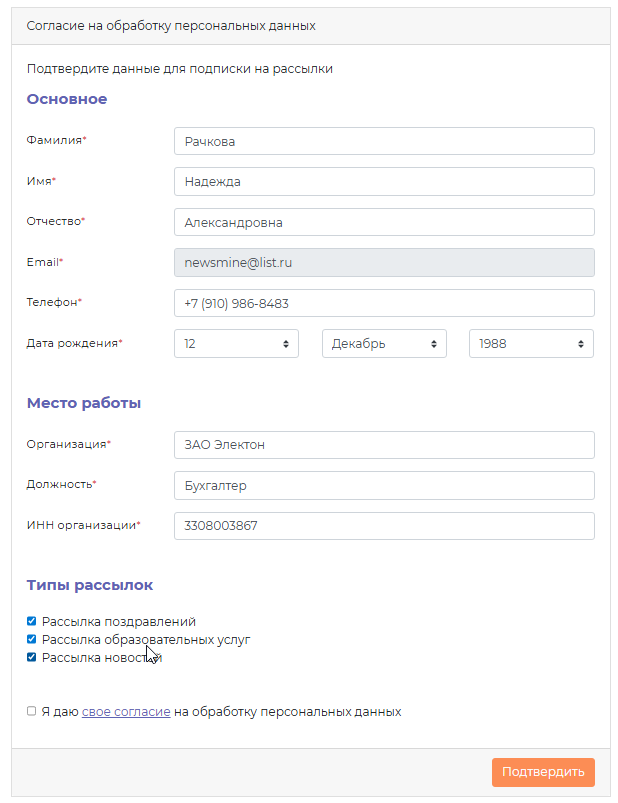 Согласие на обработку персональных данных
Подтвердите данные для подписки на рассылки
Основное
Фамилия* Рачкова
Имя* Надежда
Отчество* Александровна
Email* newsmine@list.ru
Телефон* +7 (910) 986-8483
Дата рождения* 12 Декабрь 1988
Место работы
Организация* ЗАО Электон
Должность* Бухгалтер
ИНН организации* 3308003867
Типы рассылок
Рассылка поздравлений
Рассылка образовательных услуг
Рассылка новостей
Я даю свое согласие на обработку персональных данных
Подтвердить